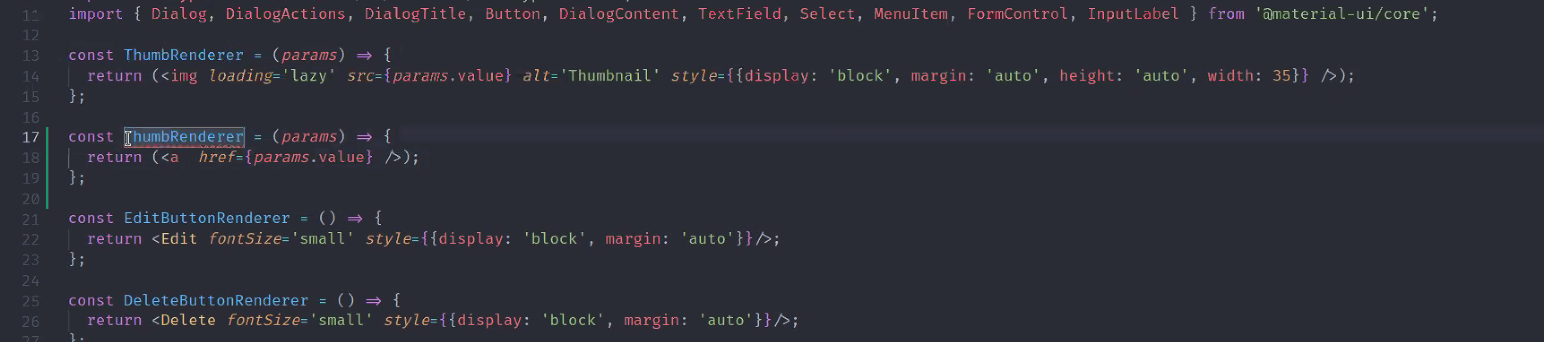 11 import { Dialog, DialogActions, DialogTitle, Button, DialogContent, TextField, Select, MenuItem, FormControl, InputLabel } from '@material-ui/core';
12
13 const ThumbRenderer = (params) => {
14 return (<img loading='lazy' src={params.value} alt='Thumbnail' style={{display: 'block', margin: 'auto', height: 'auto', width: 35}} />);
15 };
16
17 const ThumbRenderer = (params) => {
18 return (<a  href={params.value} />);
19 };
20
21 const EditButtonRenderer = () => {
22 return <Edit fontSize='small' style={{display: 'block', margin: 'auto'}}/>;
23 };
24
25 const DeleteButtonRenderer = () => {
26 return <Delete fontSize='small' style={{display: 'block', margin: 'auto'}}/>;
27 };